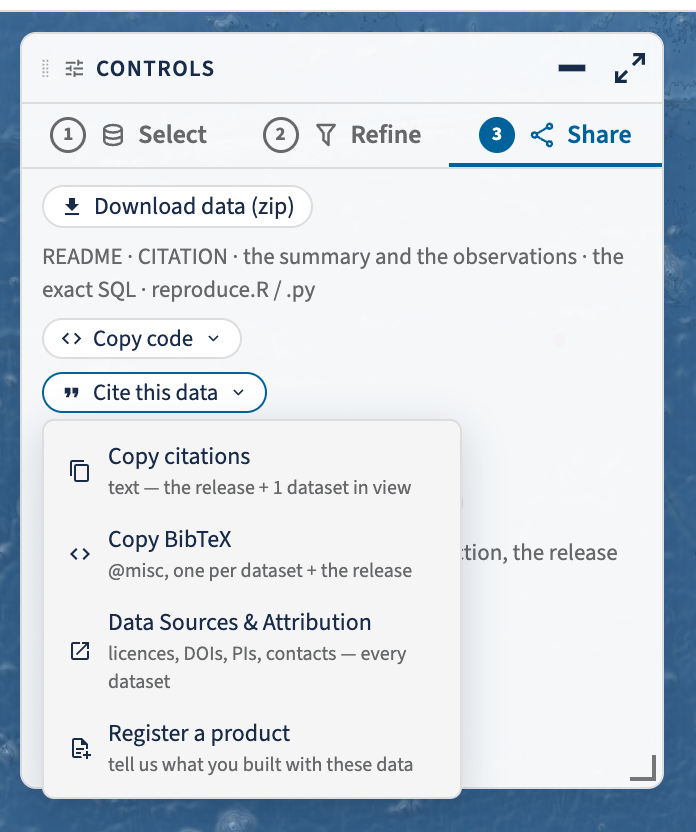 CONTROLS
1 Select 2 Refine 3 Share
Download data (zip)
README · CITATION · the summary and the observations · the
exact SQL · reproduce.R / .py
Copy code
Cite this data
Copy citations
text — the release + 1 dataset in view
Copy BibTeX
ction, the release
@misc, one per dataset + the release
Data Sources & Attribution
licences, DOIs, PIs, contacts — every
dataset
Register a product
tell us what you built with these data